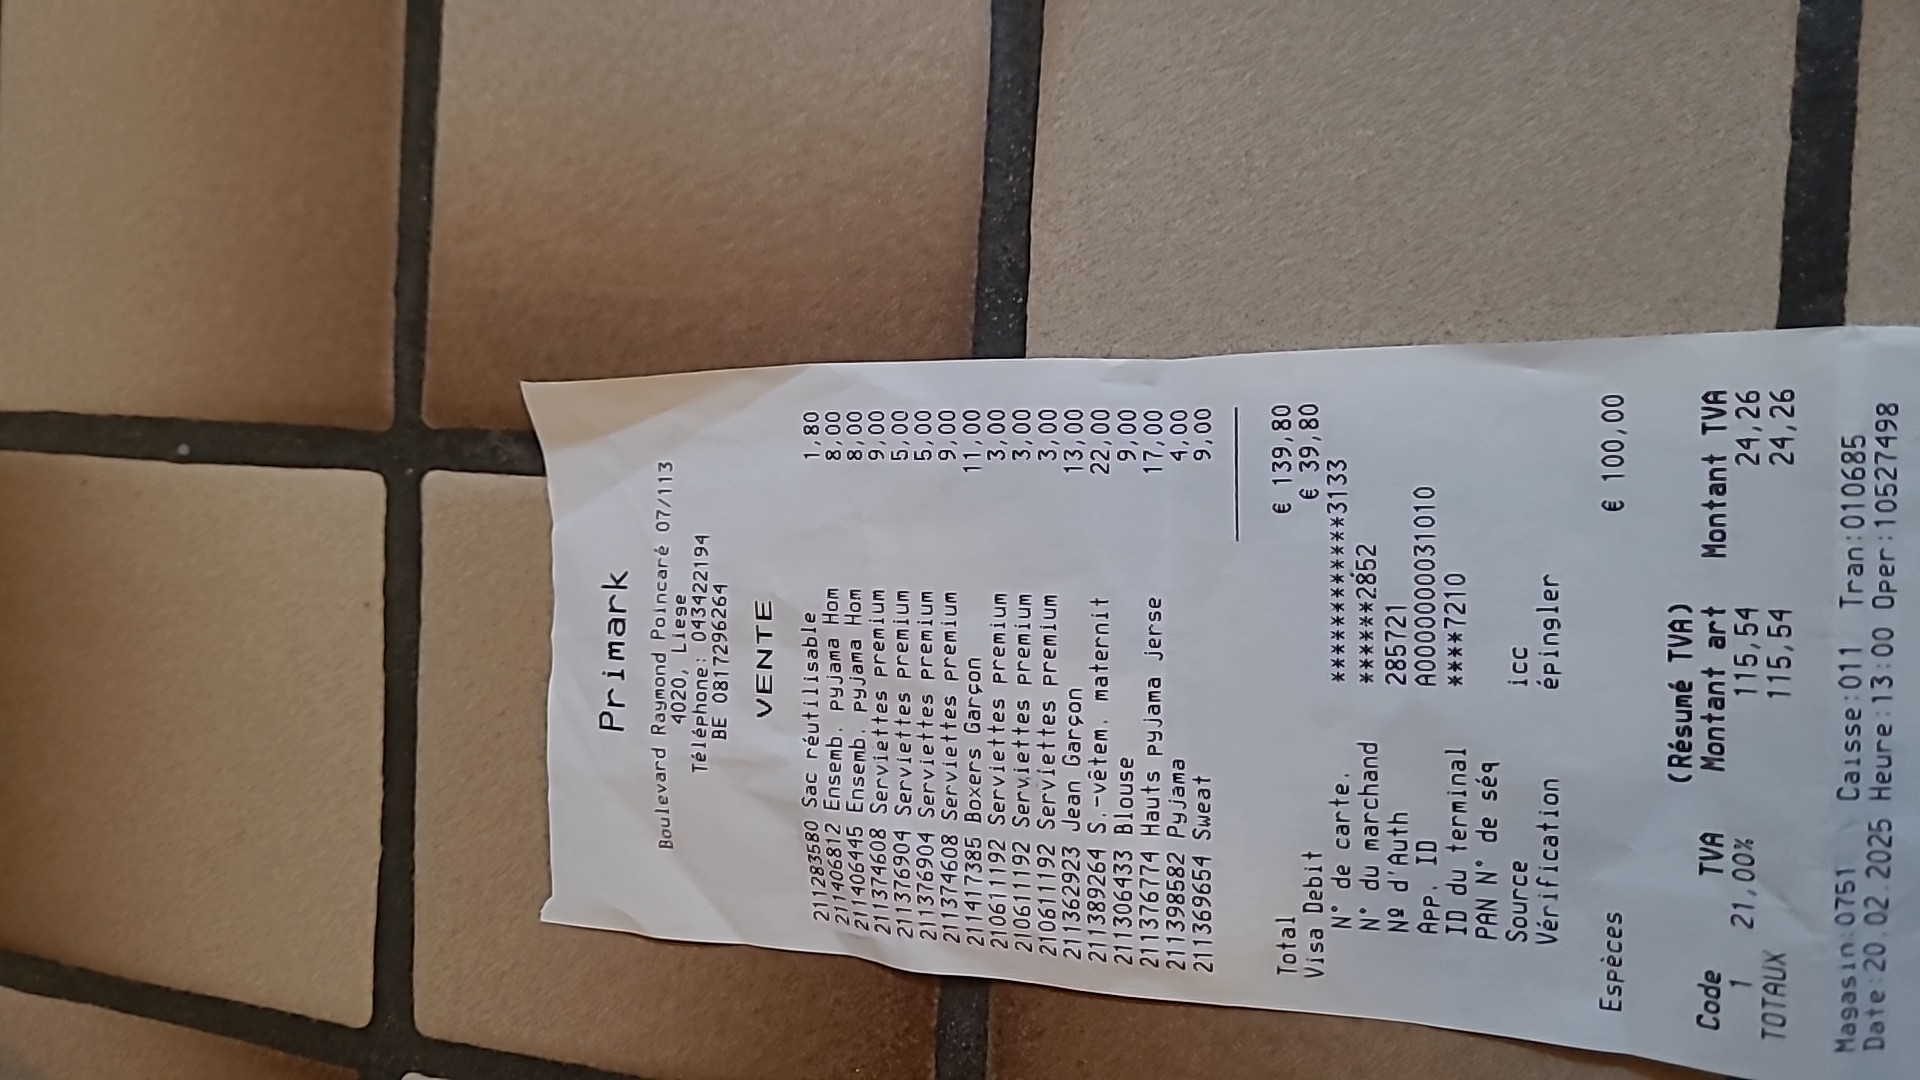 Primark
Boulevard Raymond Poincaré 07/113
4020, Liege
Téléphone: 043422194
BE 0817296264
VENTE
211283580 Sac réutilisable 1,80
211406812 Ensemb. pyjama Hom 8,00
211406445 Ensemb. pyjama Hom 8,00
211374608 Serviettes premium 9,00
211376904 Serviettes premium 5,00
211376904 Serviettes premium 5,00
211374608 Serviettes premium 9,00
211417385 Boxers Garçon 11,00
210611192 Serviettes premium 3,00
210611192 Serviettes premium 3,00
210611192 Serviettes premium 3,00
211362923 Jean Garçon 13,00
211389264 S.-vêtem. maternit 22,00
211306433 Blouse 9,00
211376774 Hauts pyjama jerse 17,00
211398582 Pyjama 4,00
211369654 Sweat 9,00
Total € 139,80
Visa Debit € 39,80
N° de carte. ************3133
N° du marchand ******2852
Nº d'Auth 285721
App. ID A0000000031010
ID du terminal ****7210
PAN N° de séq
Source icc
Vérification épingler
Espèces € 100,00
(Résumé TVA)
Code TVA Montant art Montant TVA
1 21,00% 115,54 24,26
TOTAUX 115,54 24,26
Magasin:0751 Caisse:011 Tran:010685
Date:20.02.2025 Heure:13:00 Oper:10527498